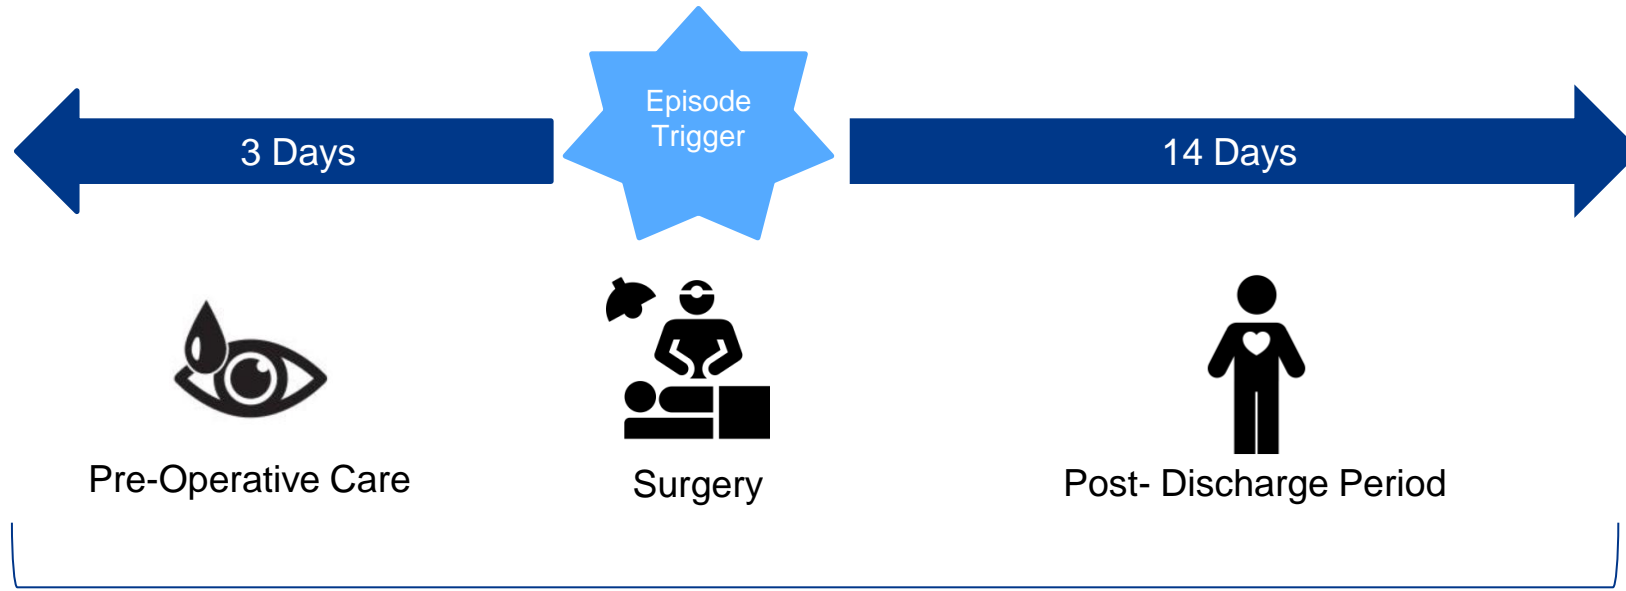 3 Days
Episode
Trigger
14 Days
Pre-Operative Care
Surgery
Post- Discharge Period